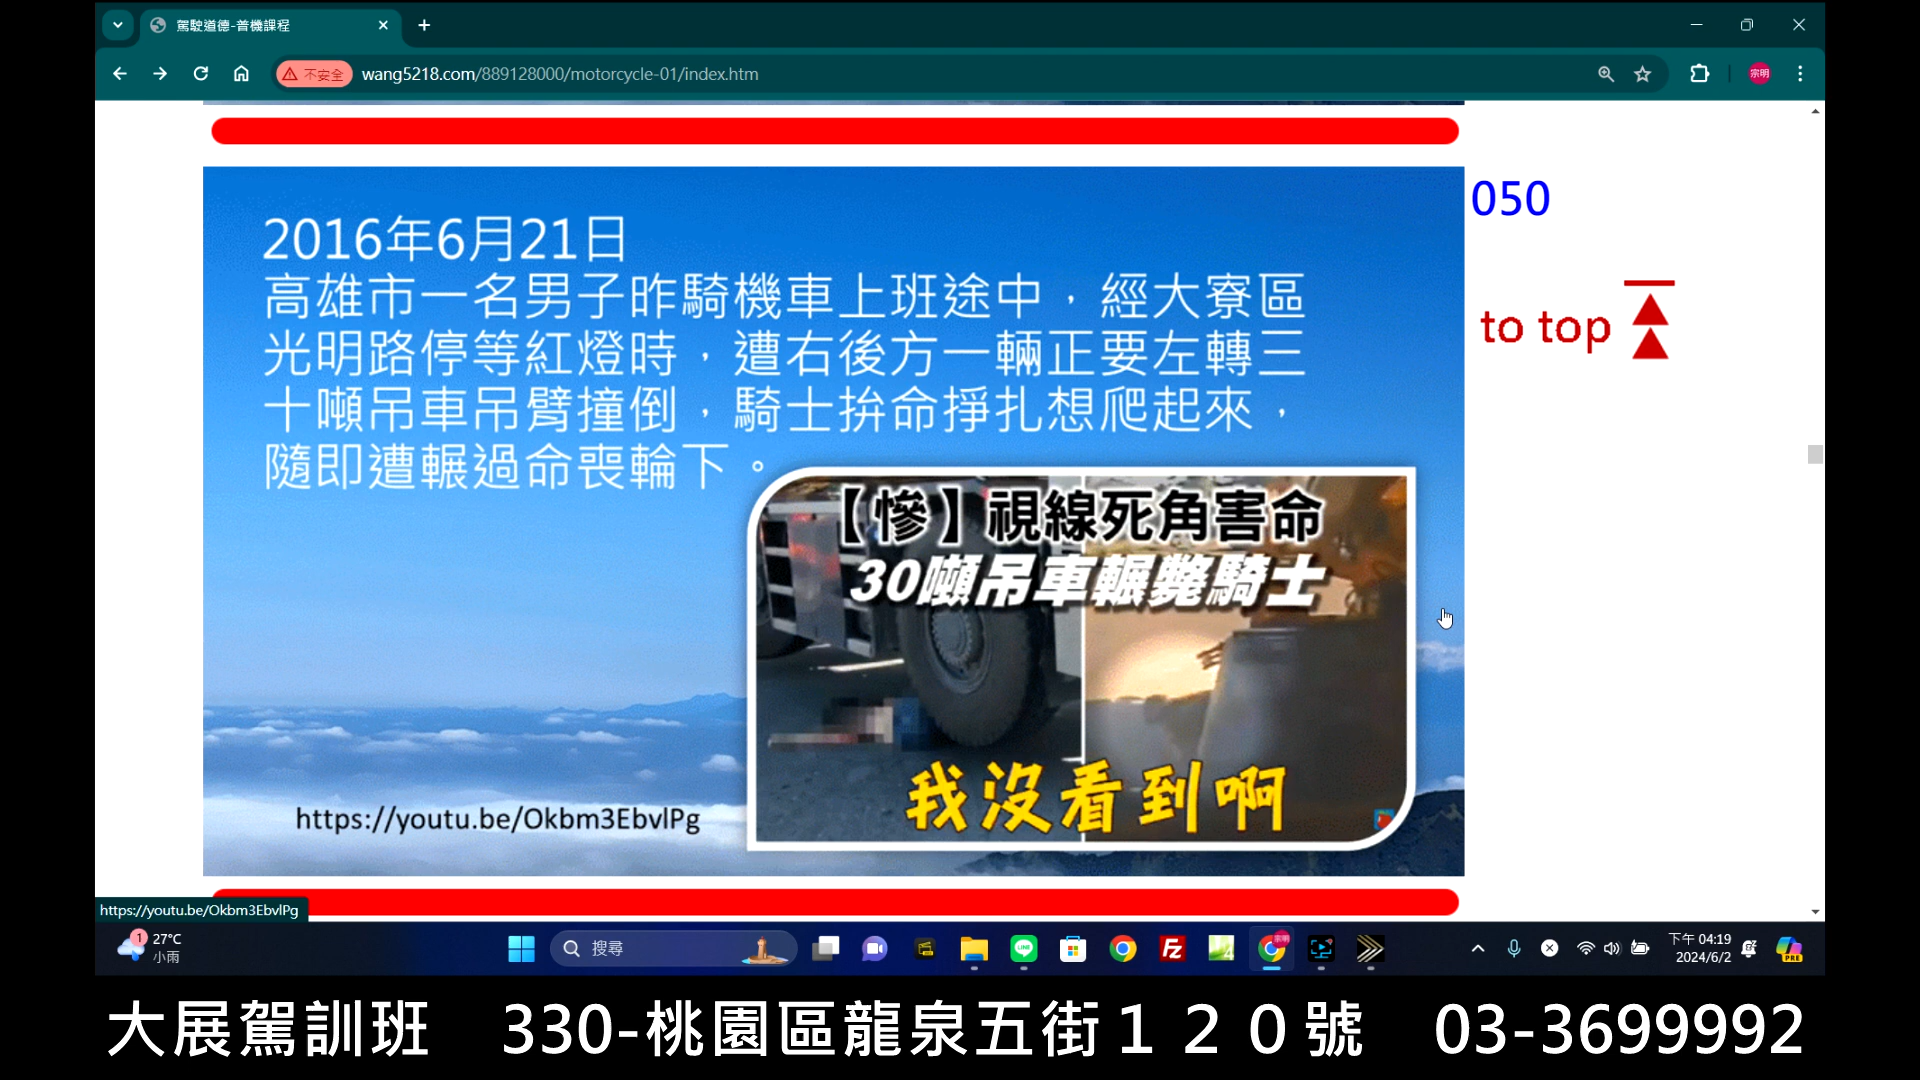 駕駛道德-普機課程
不安全
wang5218.com/889128000/motorcycle-01/index.htm
宗明
2016年6月21日
高雄市一名男子昨騎機車上班途中，經大寮區
光明路停等紅燈時，遭右後方一輛正要左轉三
十噸吊車吊臂撞倒，騎士拚命掙扎想爬起來，
隨即遭輾過命喪輪下。
050
to top
【慘】視線死角害命
30噸吊車輾斃騎士
我沒看到啊
https://youtu.be/Okbm3EbvlPg
https://youtu.be/Okbm3EbvlPg
1
27°C
小雨
搜尋
LINE
宗明
下午 04:19
2024/6/2
PRE
大展駕訓班　330-桃園區龍泉五街１２０號　03-3699992